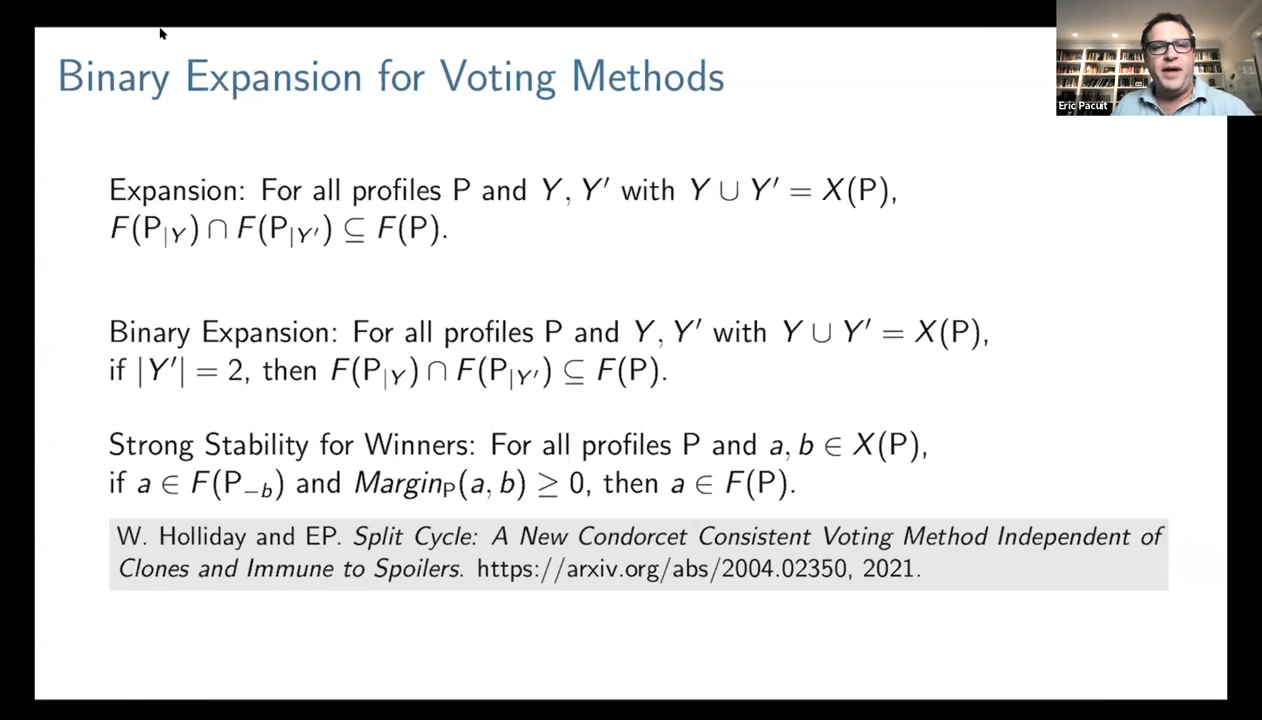 Binary Expansion for Voting Methods
Eric Pacuit
Expansion: For all profiles P and Y, Y′ with Y ∪ Y′ = X(P),
F(P|Y) ∩ F(P|Y′) ⊆ F(P).
Binary Expansion: For all profiles P and Y, Y′ with Y ∪ Y′ = X(P),
if |Y′| = 2, then F(P|Y) ∩ F(P|Y′) ⊆ F(P).
Strong Stability for Winners: For all profiles P and a, b ∈ X(P),
if a ∈ F(P−b) and MarginP(a, b) ≥ 0, then a ∈ F(P).
W. Holliday and EP. Split Cycle: A New Condorcet Consistent Voting Method Independent of
Clones and Immune to Spoilers. https://arxiv.org/abs/2004.02350, 2021.